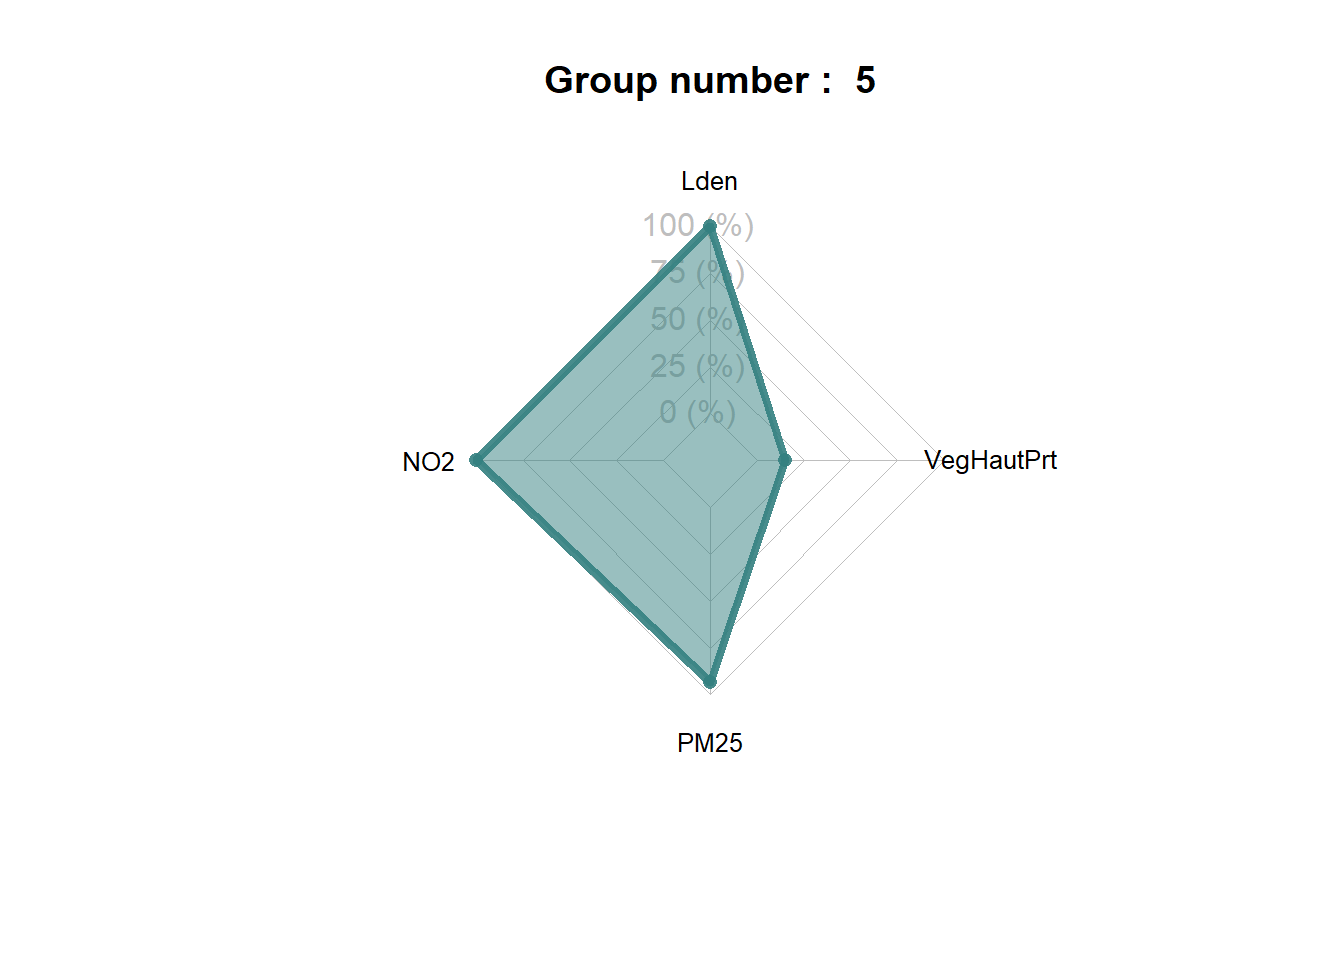 Group number :  5
Lden
100 (%)
75 (%)
50 (%)
25 (%)
0 (%)
NO2
VegHautPrt
PM25